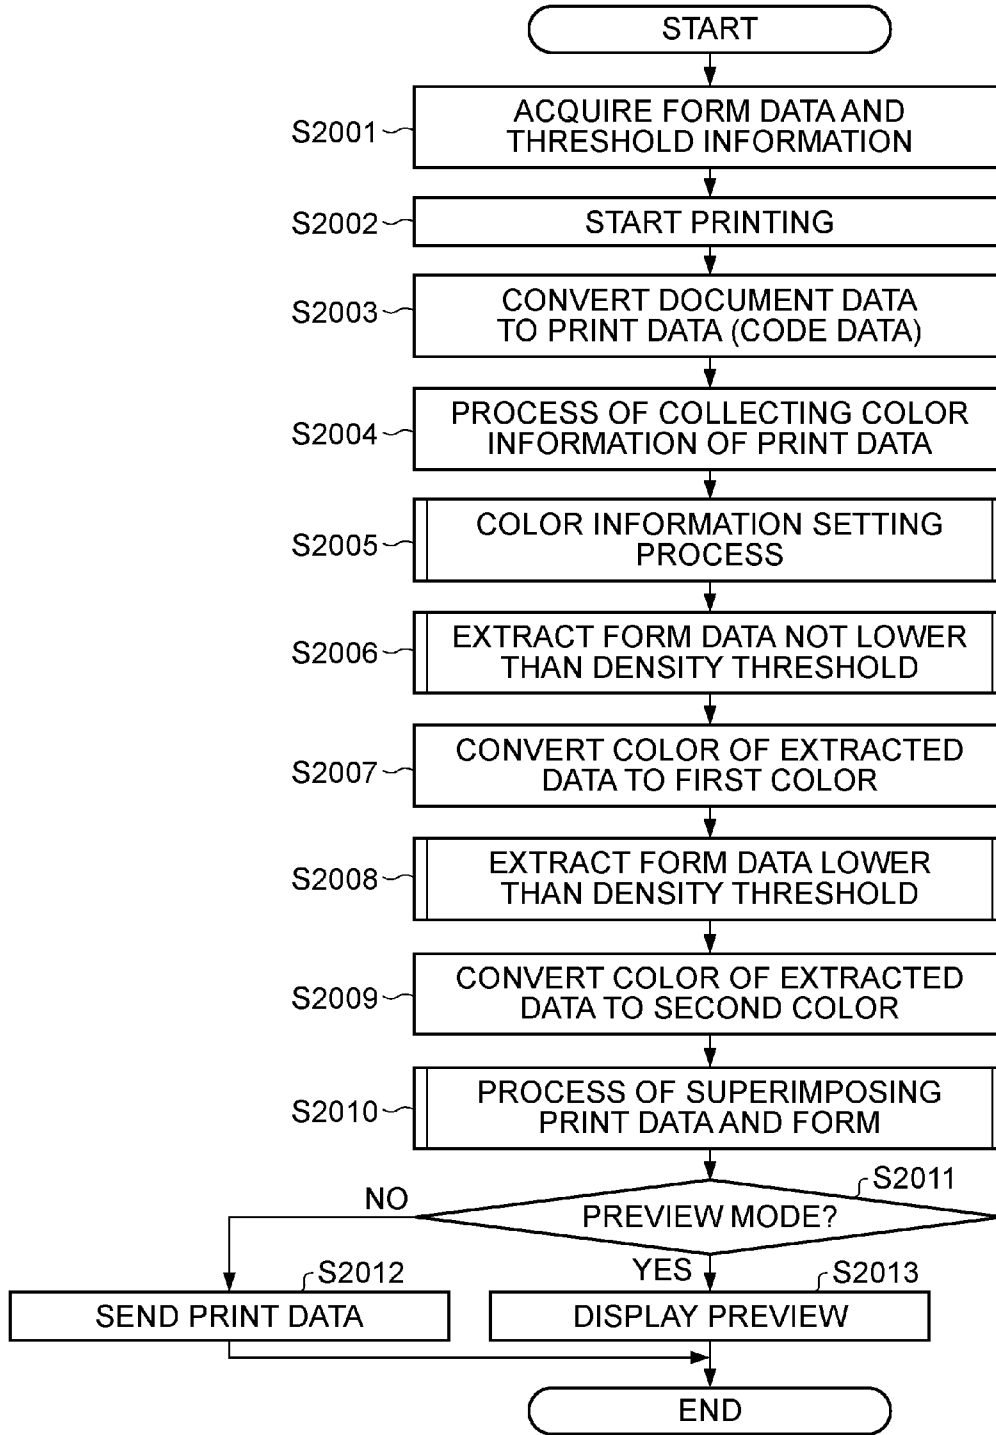 START
S2001
ACQUIRE FORM DATA AND
THRESHOLD INFORMATION
S2002
START PRINTING
S2003
CONVERT DOCUMENT DATA
TO PRINT DATA (CODE DATA)
S2004
PROCESS OF COLLECTING COLOR
INFORMATION OF PRINT DATA
S2005
COLOR INFORMATION SETTING
PROCESS
S2006
EXTRACT FORM DATA NOT LOWER
THAN DENSITY THRESHOLD
S2007
CONVERT COLOR OF EXTRACTED
DATA TO FIRST COLOR
S2008
EXTRACT FORM DATA LOWER
THAN DENSITY THRESHOLD
S2009
CONVERT COLOR OF EXTRACTED
DATA TO SECOND COLOR
S2010
PROCESS OF SUPERIMPOSING
PRINT DATA AND FORM
S2011
NO
PREVIEW MODE?
YES
S2012
SEND PRINT DATA
S2013
DISPLAY PREVIEW
END